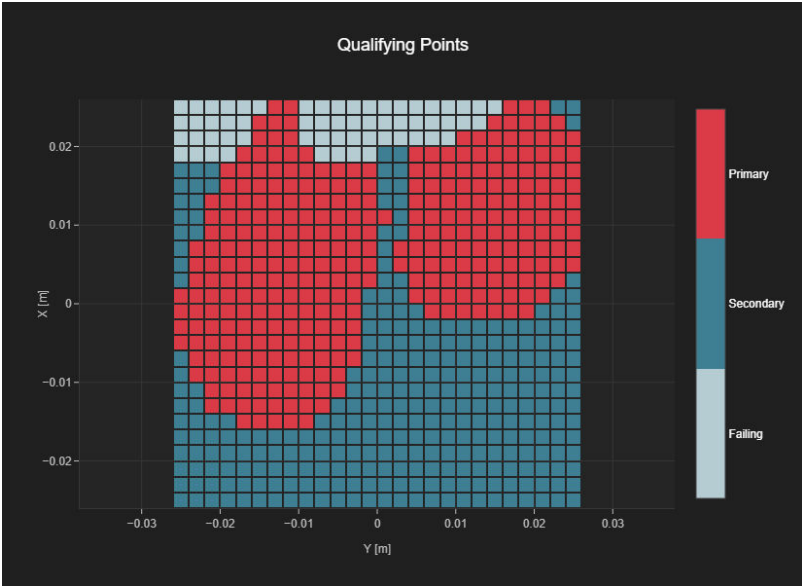 Qualifying Points
0.02
0.01
0
−0.01
−0.02
X [m]
−0.03
−0.02
−0.01
0
0.01
0.02
0.03
Y [m]
Primary
Secondary
Failing